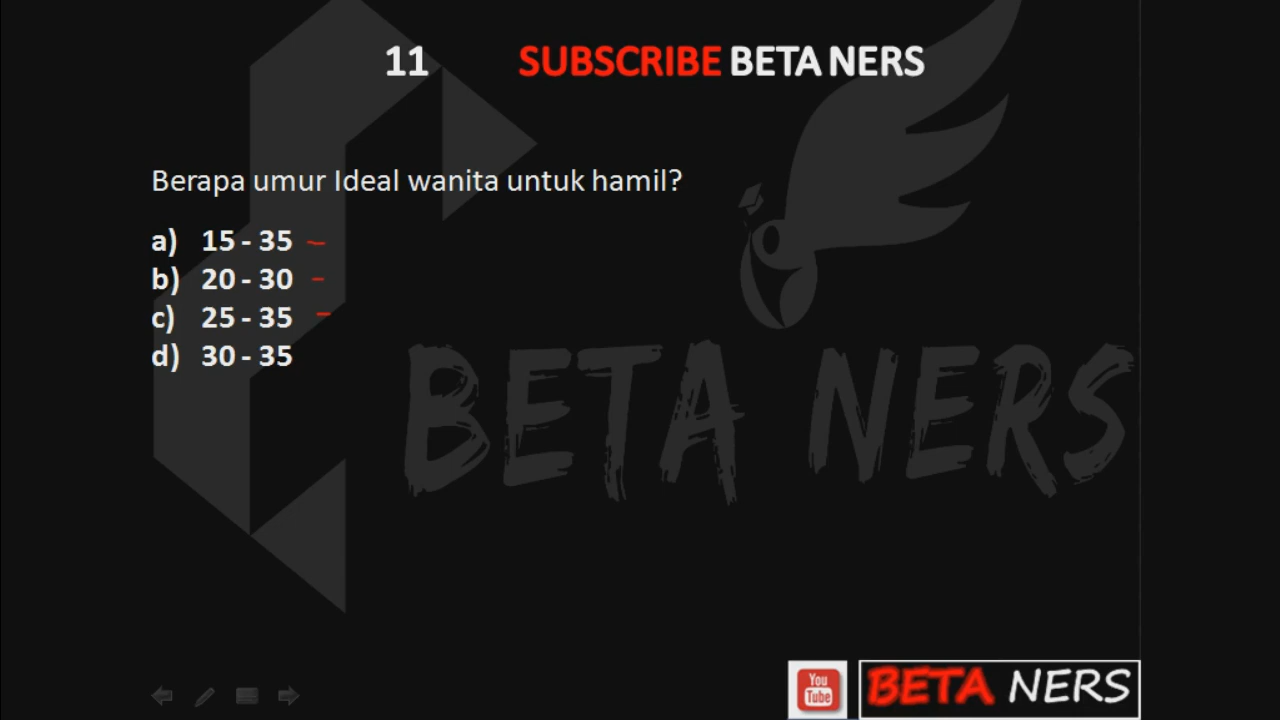 11 SUBSCRIBE BETA NERS
Berapa umur Ideal wanita untuk hamil?
a) 15 - 35
b) 20 - 30
c) 25 - 35
d) 30 - 35
BETA NERS
You
Tube
BETA NERS